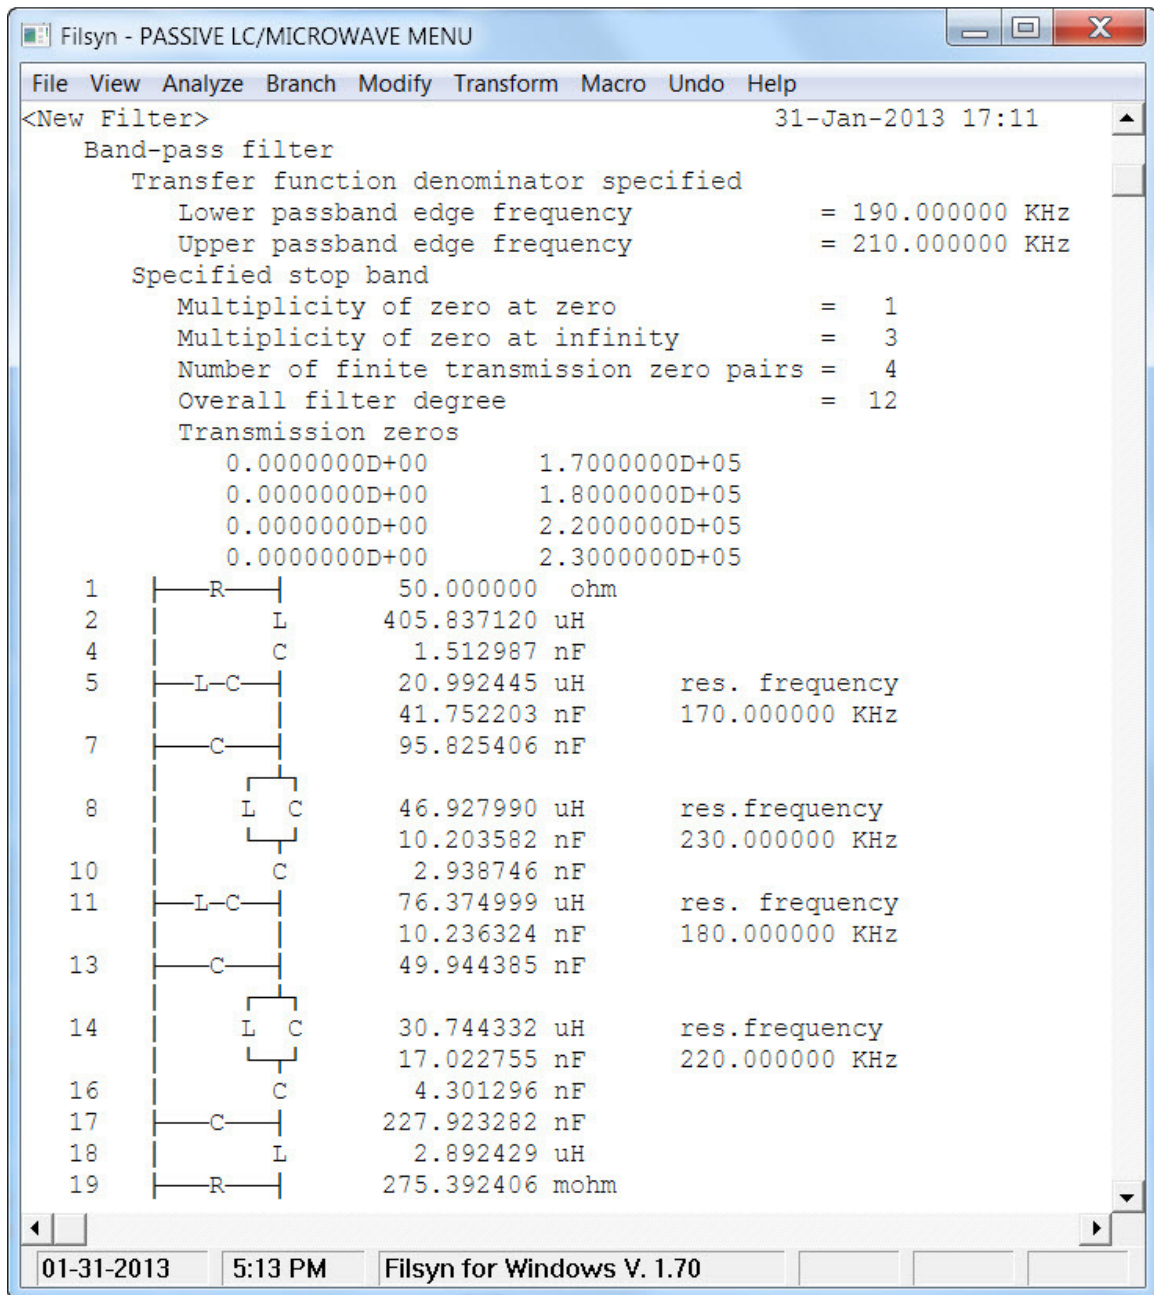 Filsyn - PASSIVE LC/MICROWAVE MENU
File View Analyze Branch Modify Transform Macro Undo Help
<New Filter> 31-Jan-2013 17:11
Band-pass filter
Transfer function denominator specified
Lower passband edge frequency = 190.000000 KHz
Upper passband edge frequency = 210.000000 KHz
Specified stop band
Multiplicity of zero at zero = 1
Multiplicity of zero at infinity = 3
Number of finite transmission zero pairs = 4
Overall filter degree = 12
Transmission zeros
0.0000000D+00 1.7000000D+05
0.0000000D+00 1.8000000D+05
0.0000000D+00 2.2000000D+05
0.0000000D+00 2.3000000D+05
1 R 50.000000 ohm
2 L 405.837120 uH
4 C 1.512987 nF
5 L-C 20.992445 uH res. frequency
41.752203 nF 170.000000 KHz
7 C 95.825406 nF
8 L C 46.927990 uH res.frequency
10.203582 nF 230.000000 KHz
10 C 2.938746 nF
11 L-C 76.374999 uH res. frequency
10.236324 nF 180.000000 KHz
13 C 49.944385 nF
14 L C 30.744332 uH res.frequency
17.022755 nF 220.000000 KHz
16 C 4.301296 nF
17 C 227.923282 nF
18 L 2.892429 uH
19 R 275.392406 mohm
01-31-2013 5:13 PM Filsyn for Windows V. 1.70